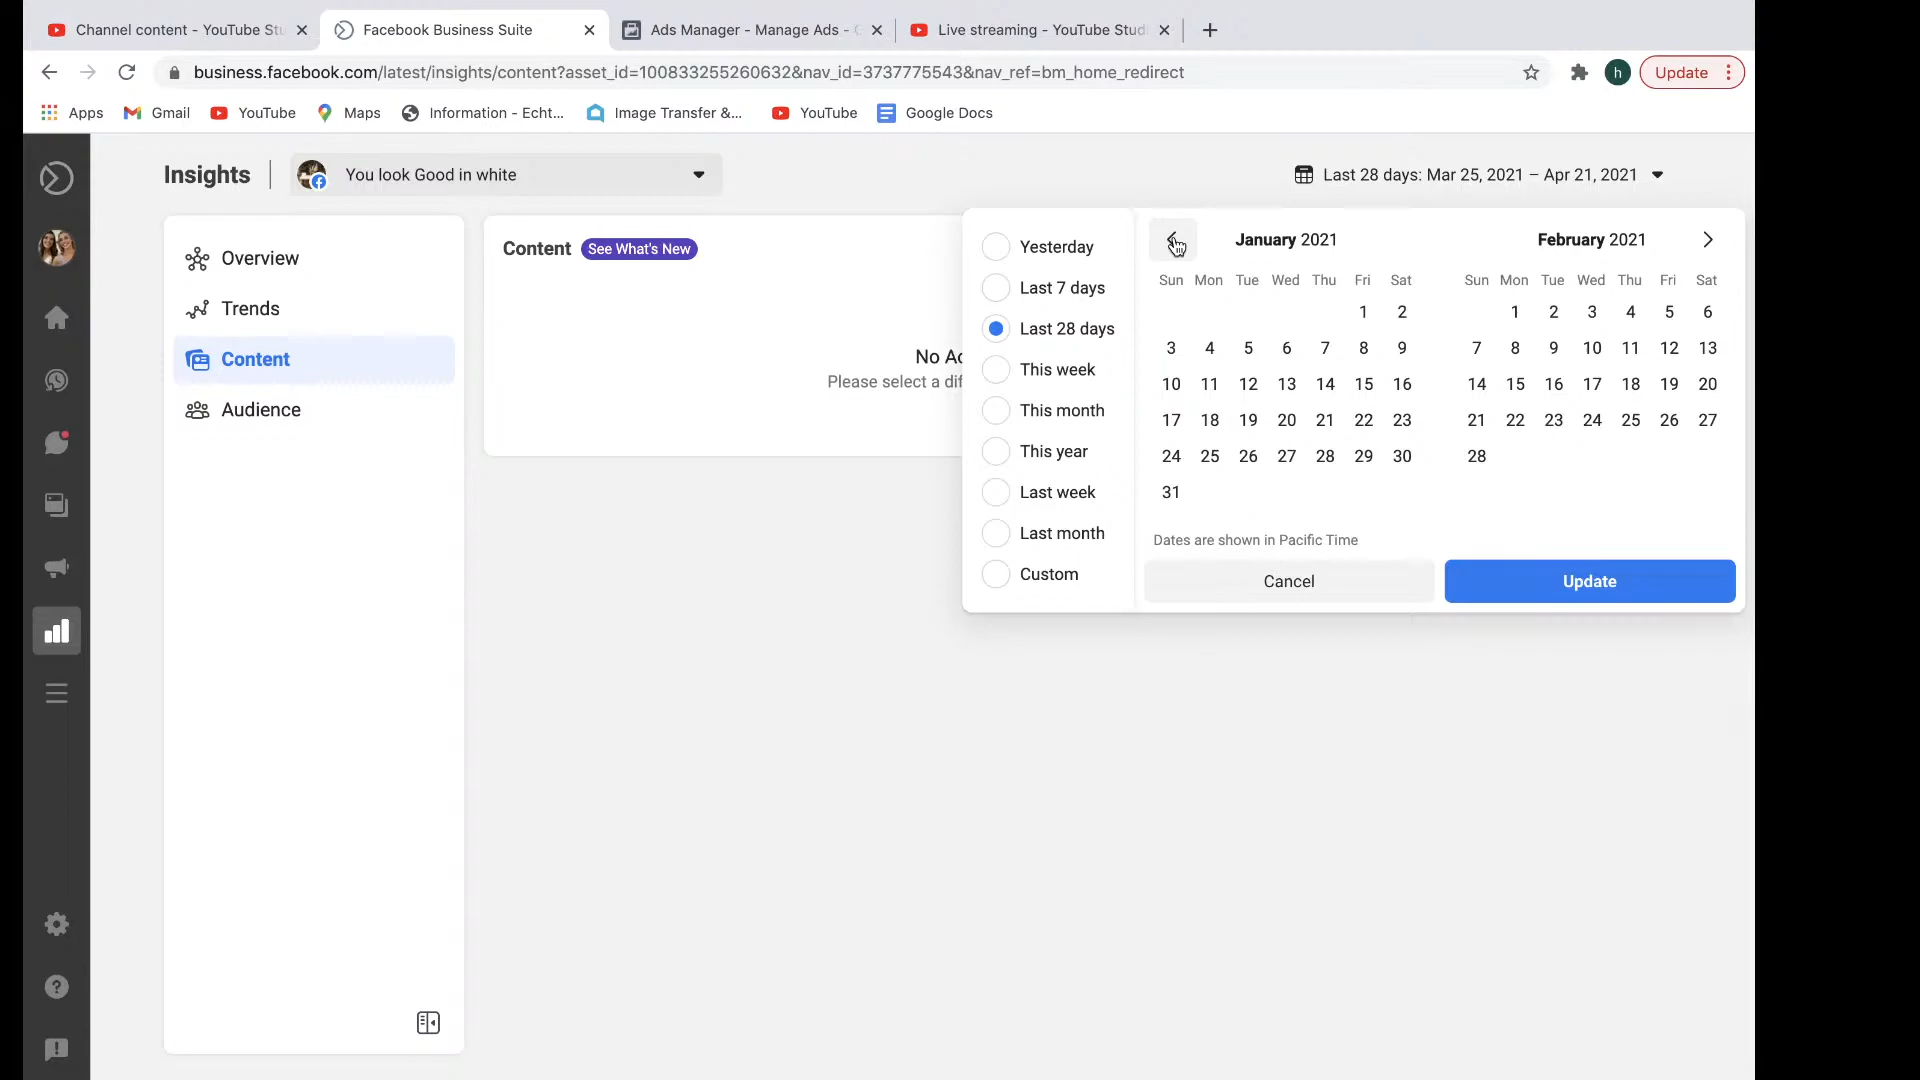 Channel content - YouTube Stu
Facebook Business Suite
Ads Manager - Manage Ads -
Live streaming - YouTube Stud
business.facebook.com/latest/insights/content?asset_id=100833255260632&nav_id=3737775543&nav_ref=bm_home_redirect
h
Update
Apps
Gmail
YouTube
Maps
Information - Echt...
Image Transfer &...
YouTube
Google Docs
Insights
You look Good in white
Last 28 days: Mar 25, 2021 – Apr 21, 2021
Overview
Trends
Content
Audience
Content
See What's New
No Ac
Please select a dif
Yesterday
Last 7 days
Last 28 days
This week
This month
This year
Last week
Last month
Custom
January 2021
Sun Mon Tue Wed Thu Fri Sat
1 2
3 4 5 6 7 8 9
10 11 12 13 14 15 16
17 18 19 20 21 22 23
24 25 26 27 28 29 30
31
February 2021
Sun Mon Tue Wed Thu Fri Sat
1 2 3 4 5 6
7 8 9 10 11 12 13
14 15 16 17 18 19 20
21 22 23 24 25 26 27
28
Dates are shown in Pacific Time
Cancel
Update